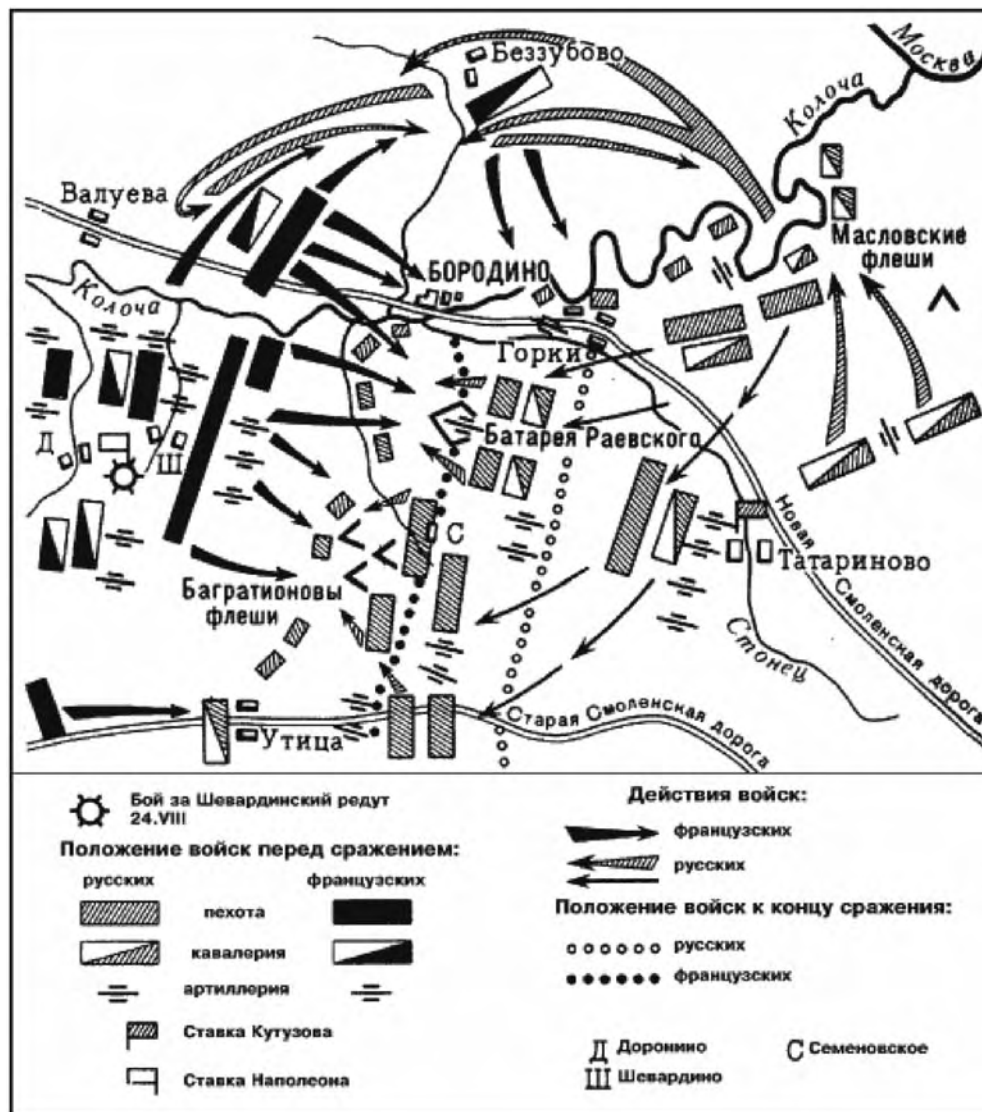 Москва
Колоча
Беззубово
Валуева
Масловские
флеши
БОРОДИНО
Колоча
Горки
Батарея Раевского
Д
Ш
С
Татариново
Багратионовы
флеши
Стонец
Новая Смоленская дорога
Старая Смоленская дорога
Утица
Бой за Шевардинский редут
24.VIII
Положение войск перед сражением:
русских
французских
пехота
кавалерия
артиллерия
Ставка Кутузова
Ставка Наполеона
Действия войск:
французских
русских
Положение войск к концу сражения:
русских
французских
Д Доронино
С Семеновское
Ш Шевардино